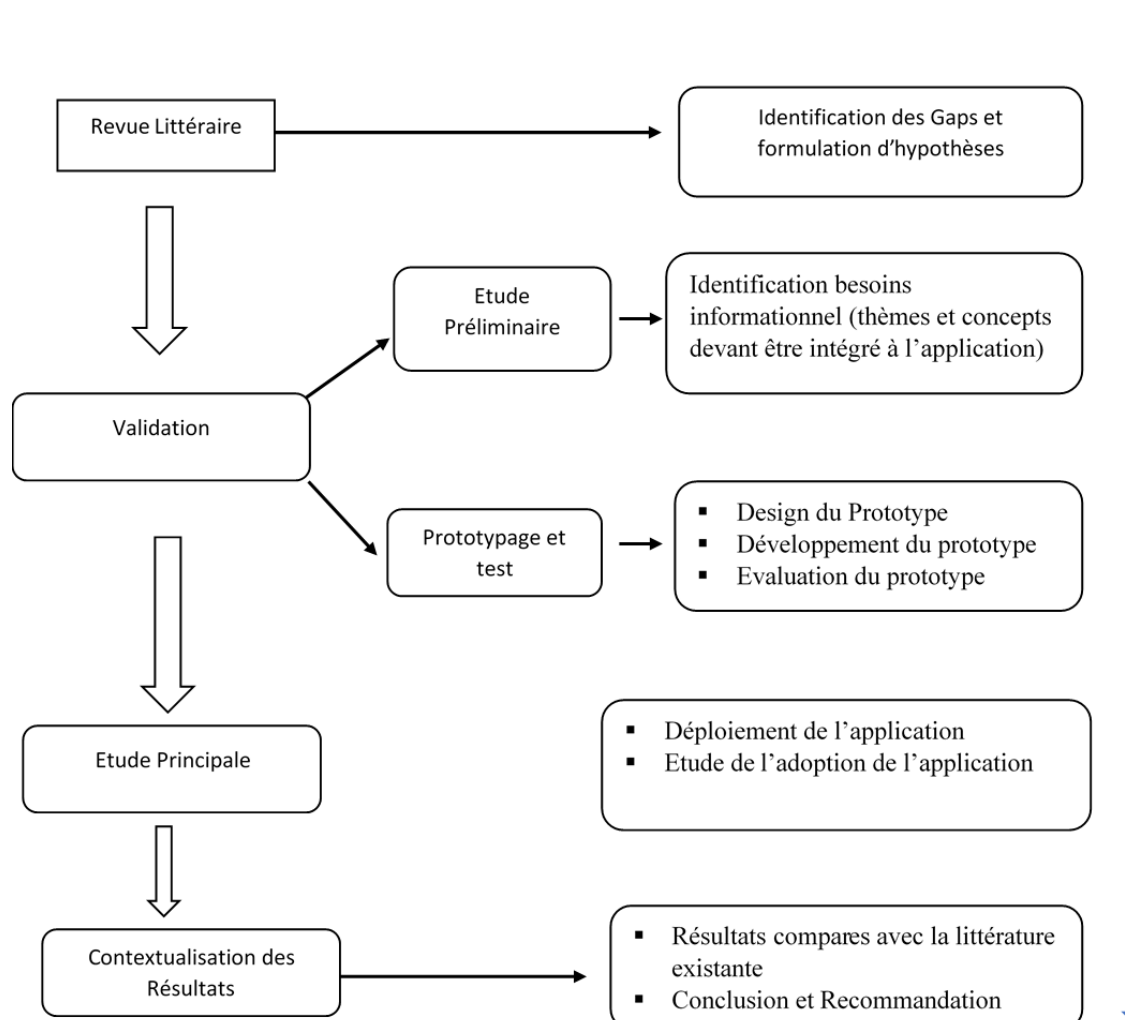 Revue Littéraire
Identification des Gaps et
formulation d’hypothèses
Etude
Préliminaire
Identification besoins
informationnel (thèmes et concepts
devant être intégré à l’application)
Validation
Prototypage et
test
▪ Design du Prototype
▪ Développement du prototype
▪ Evaluation du prototype
Etude Principale
▪ Déploiement de l’application
▪ Etude de l’adoption de l’application
Contextualisation des
Résultats
▪ Résultats compares avec la littérature
existante
▪ Conclusion et Recommandation